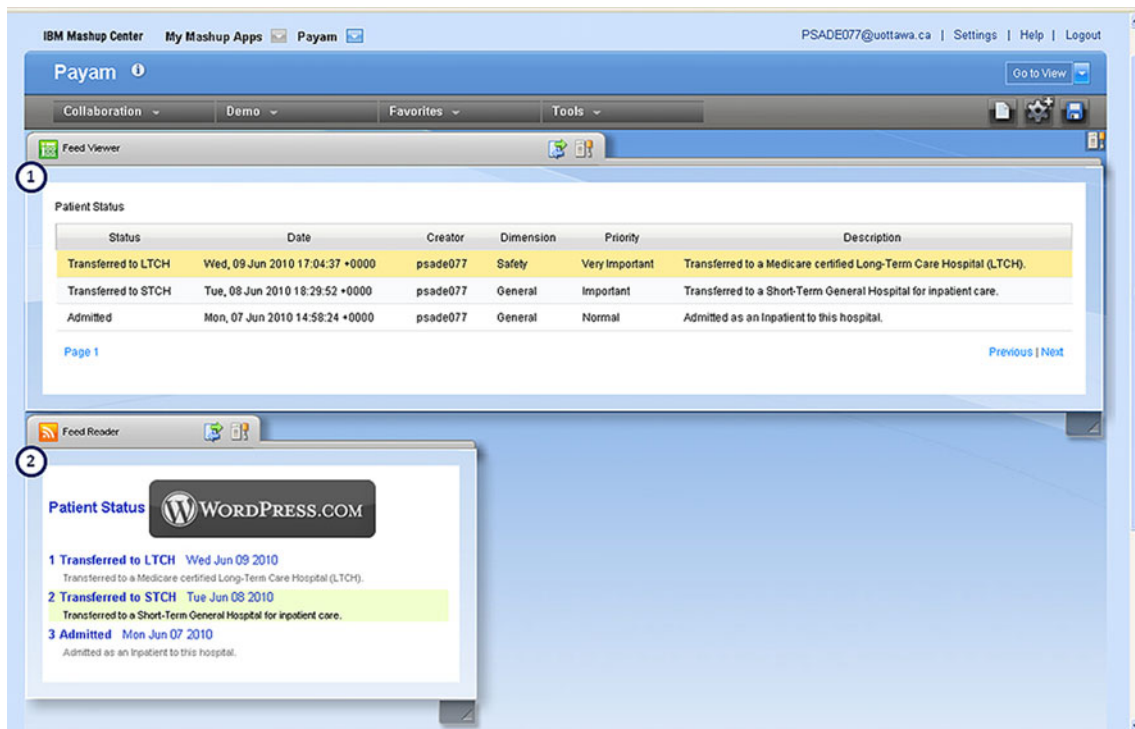 IBM Mashup Center My Mashup Apps Payam PSADE077@uottawa.ca | Settings | Help | Logout
Payam Go to View
Collaboration Demo Favorites Tools
Feed Viewer
1
Patient Status
Status Date Creator Dimension Priority Description
Transferred to LTCH Wed, 09 Jun 2010 17:04:37 +0000 psade077 Safety Very Important Transferred to a Medicare certified Long-Term Care Hospital (LTCH).
Transferred to STCH Tue, 08 Jun 2010 18:29:52 +0000 psade077 General Important Transferred to a Short-Term General Hospital for inpatient care.
Admitted Mon, 07 Jun 2010 14:58:24 +0000 psade077 General Normal Admitted as an Inpatient to this hospital.
Page 1 Previous | Next
Feed Reader
2
Patient Status WORDPRESS.COM
1 Transferred to LTCH Wed Jun 09 2010
Transferred to a Medicare certified Long-Term Care Hospital (LTCH).
2 Transferred to STCH Tue Jun 08 2010
Transferred to a Short-Term General Hospital for inpatient care.
3 Admitted Mon Jun 07 2010
Admitted as an Inpatient to this hospital.